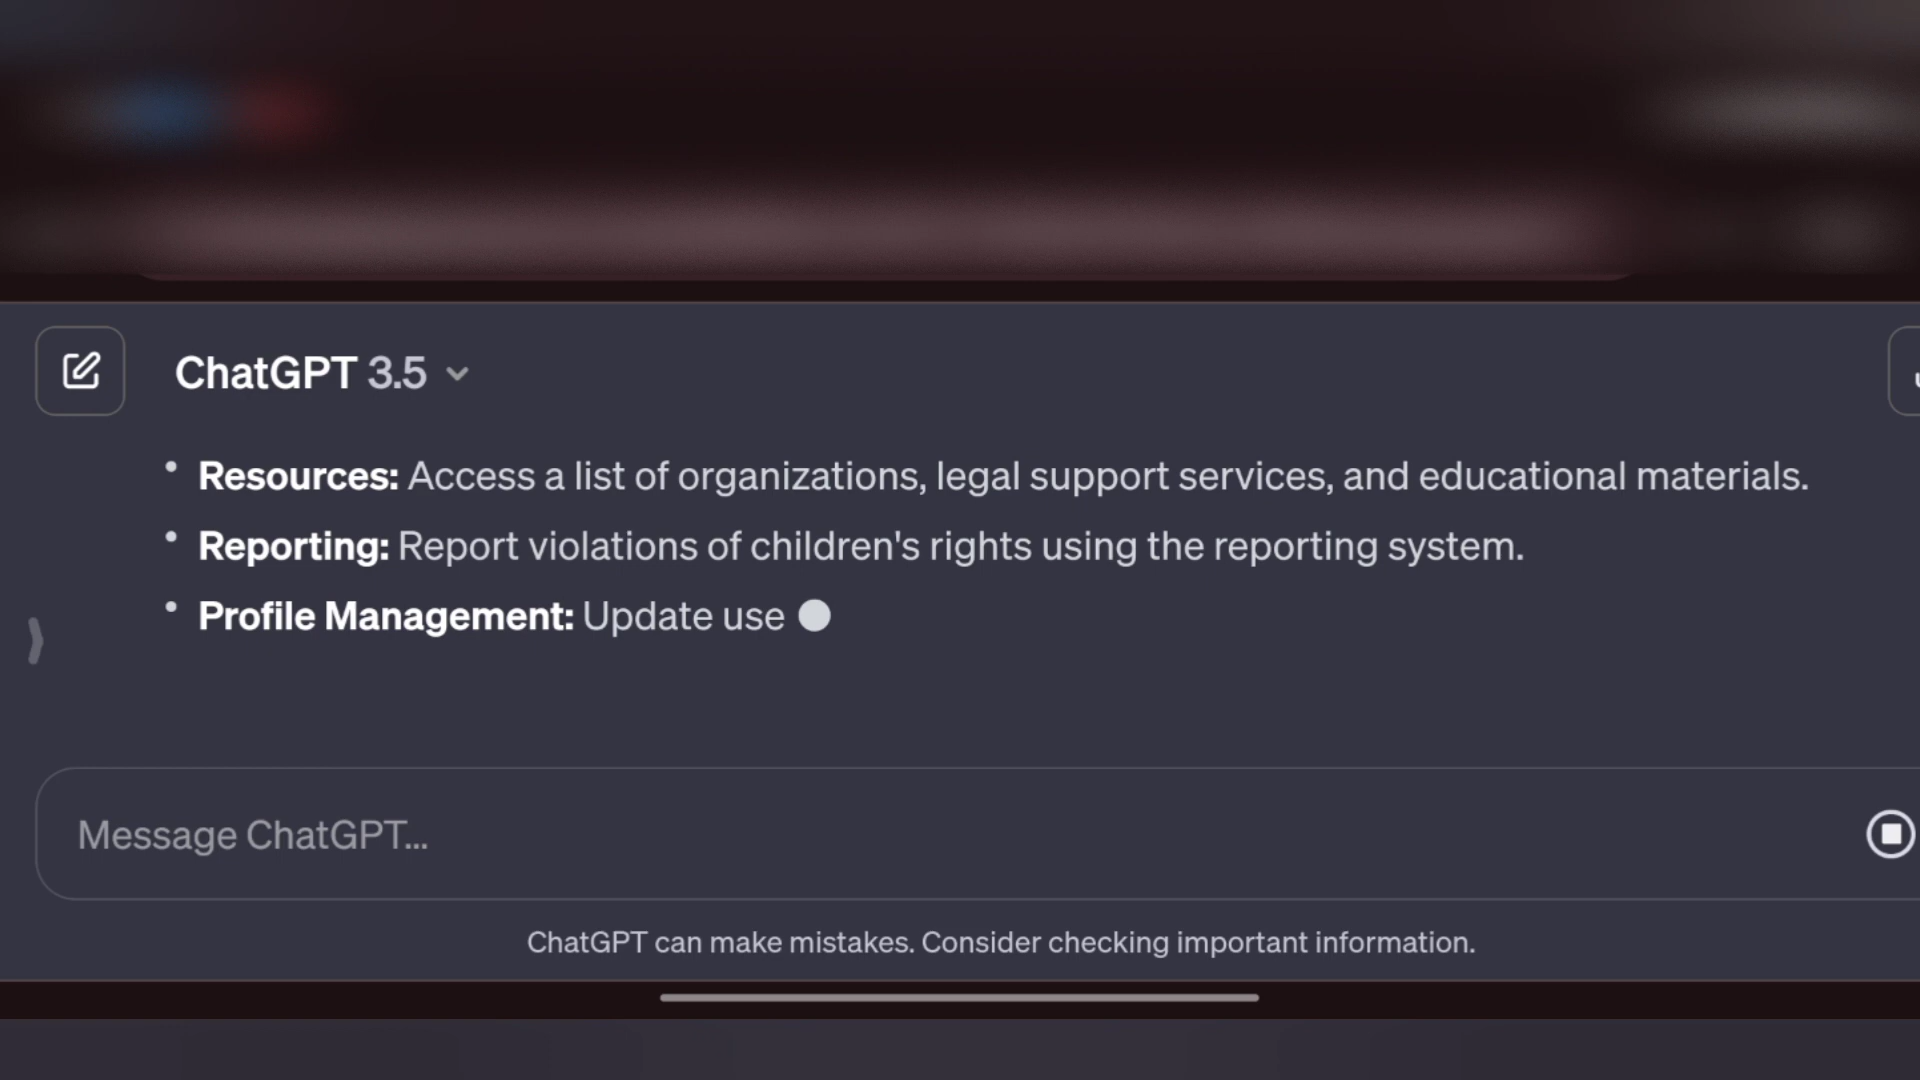 ChatGPT 3.5
• Resources: Access a list of organizations, legal support services, and educational materials.
• Reporting: Report violations of children's rights using the reporting system.
• Profile Management: Update use
Message ChatGPT...
ChatGPT can make mistakes. Consider checking important information.